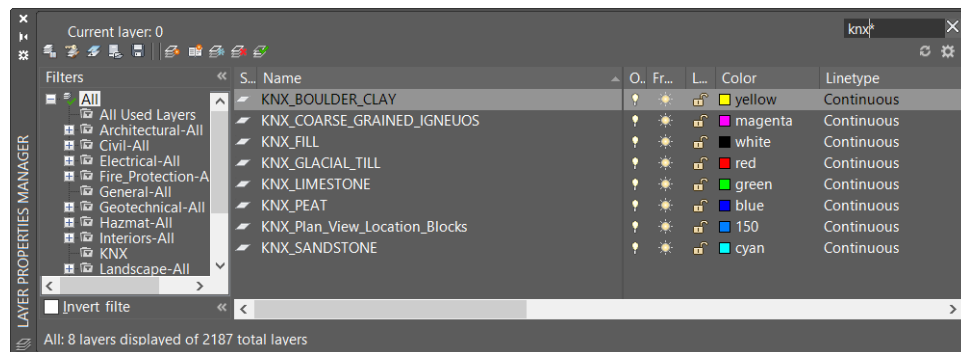 Current layer: 0
knx*
Filters
All
All Used Layers
Architectural-All
Civil-All
Electrical-All
Fire_Protection-A
General-All
Geotechnical-All
Hazmat-All
Interiors-All
KNX
Landscape-All
Invert filte
S... Name O.. Fr... L... Color Linetype
KNX_BOULDER_CLAY yellow Continuous
KNX_COARSE_GRAINED_IGNEUOS magenta Continuous
KNX_FILL white Continuous
KNX_GLACIAL_TILL red Continuous
KNX_LIMESTONE green Continuous
KNX_PEAT blue Continuous
KNX_Plan_View_Location_Blocks 150 Continuous
KNX_SANDSTONE cyan Continuous
All: 8 layers displayed of 2187 total layers
LAYER PROPERTIES MANAGER